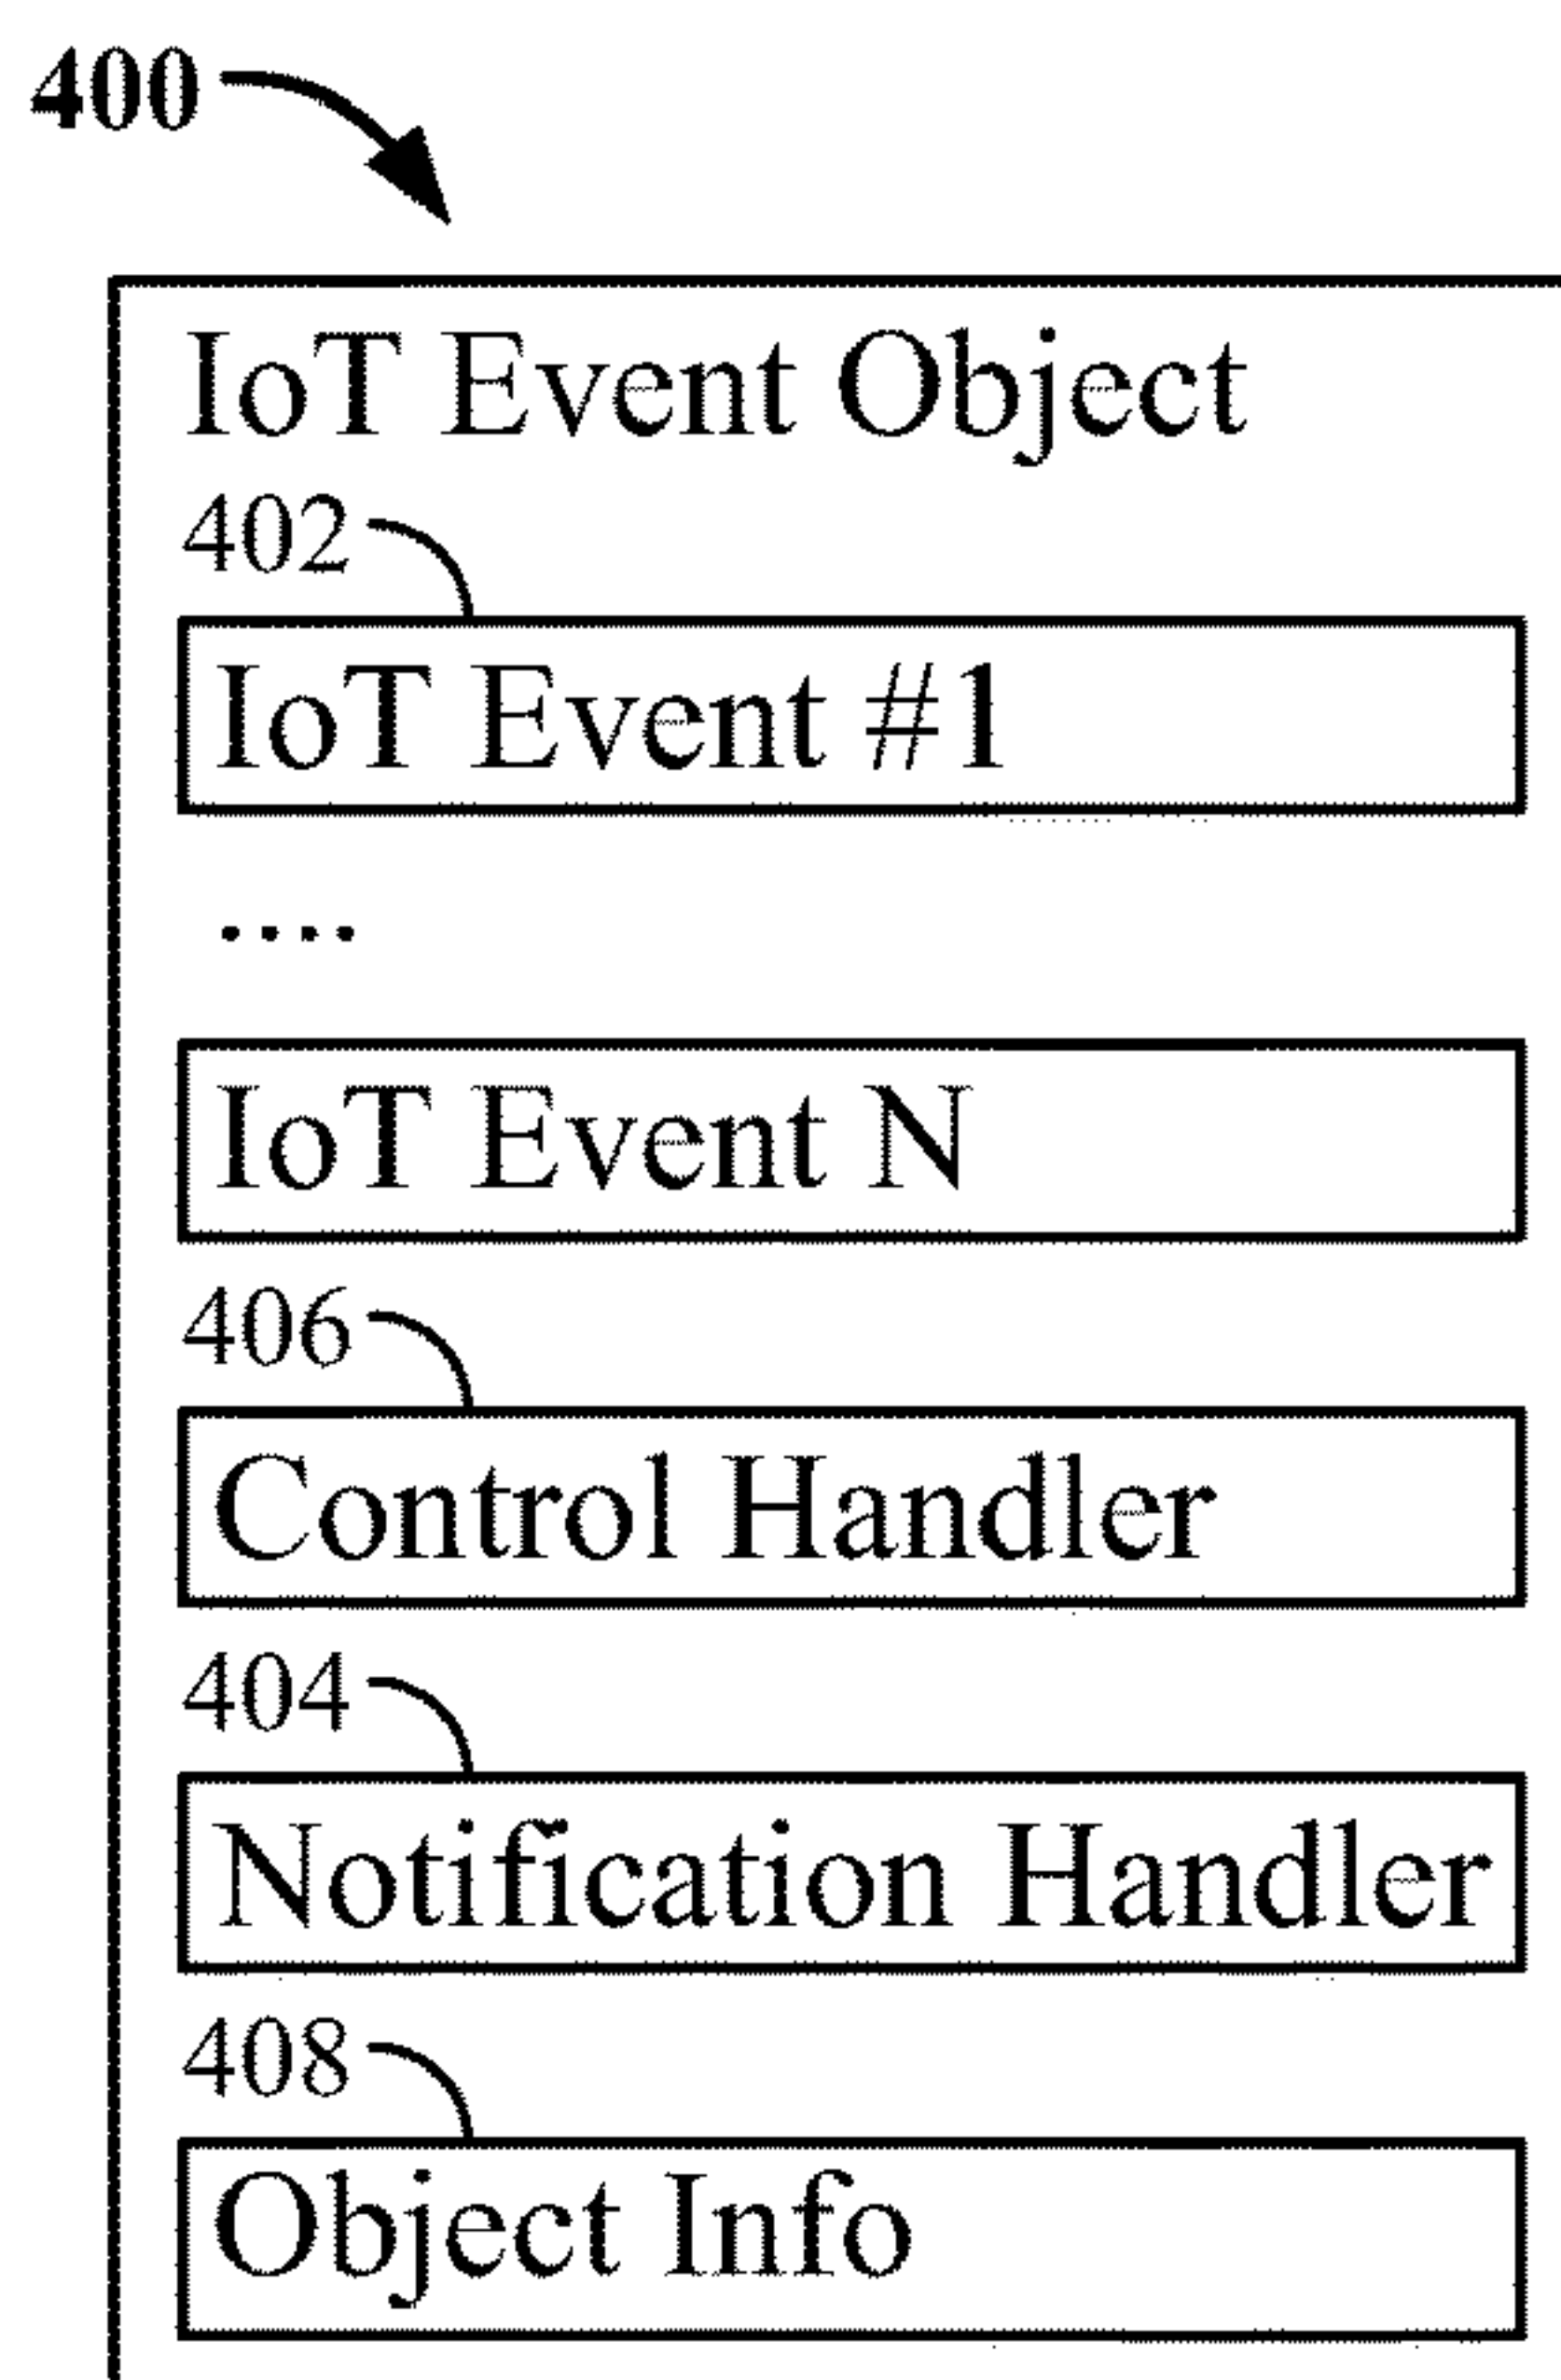 400
IoT Event Object
402
IoT Event #1
....
IoT Event N
406
Control Handler
404
Notification Handler
408
Object Info